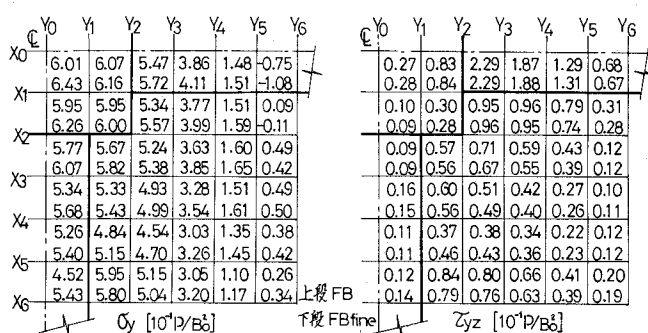 ℄ Y0 Y1 Y2 Y3 Y4 Y5 Y6
X0
6.01 6.07 5.47 3.86 1.48 -0.75
6.43 6.16 5.72 4.11 1.51 -1.08
X1
5.95 5.95 5.34 3.77 1.51 0.09
6.26 6.00 5.57 3.99 1.59 -0.11
X2
5.77 5.67 5.24 3.63 1.60 0.49
6.07 5.82 5.38 3.85 1.65 0.42
X3
5.34 5.33 4.93 3.28 1.51 0.49
5.68 5.43 4.99 3.54 1.61 0.50
X4
5.26 4.84 4.54 3.03 1.35 0.38
5.40 5.15 4.70 3.26 1.45 0.42
X5
4.52 5.95 5.15 3.05 1.10 0.26
5.43 5.80 5.04 3.20 1.17 0.34
X6
σy [10⁻¹P/B₀²]
上段 FB
下段 FBfine
℄ Y0 Y1 Y2 Y3 Y4 Y5 Y6
0.27 0.83 2.29 1.87 1.29 0.68
0.28 0.84 2.29 1.88 1.31 0.67
0.10 0.30 0.95 0.96 0.79 0.31
0.09 0.28 0.96 0.95 0.74 0.28
0.09 0.57 0.71 0.59 0.43 0.12
0.09 0.56 0.67 0.55 0.39 0.12
0.16 0.60 0.51 0.42 0.27 0.10
0.15 0.56 0.49 0.40 0.26 0.11
0.11 0.37 0.38 0.34 0.22 0.12
0.11 0.46 0.43 0.36 0.23 0.12
0.12 0.84 0.80 0.66 0.41 0.20
0.14 0.79 0.76 0.63 0.39 0.19
τyz [10⁻¹P/B₀²]